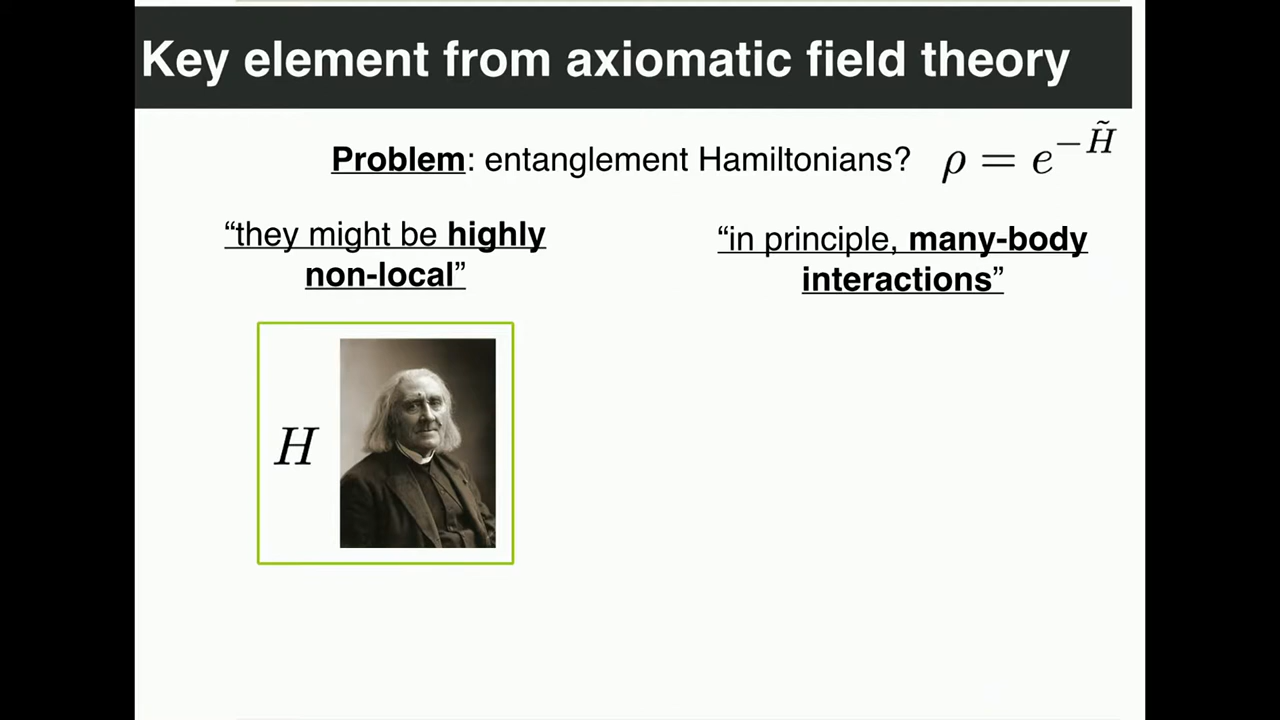 Key element from axiomatic field theory
Problem: entanglement Hamiltonians? ρ = e^{-H̃}
“they might be highly
non-local”
“in principle, many-body
interactions”
H